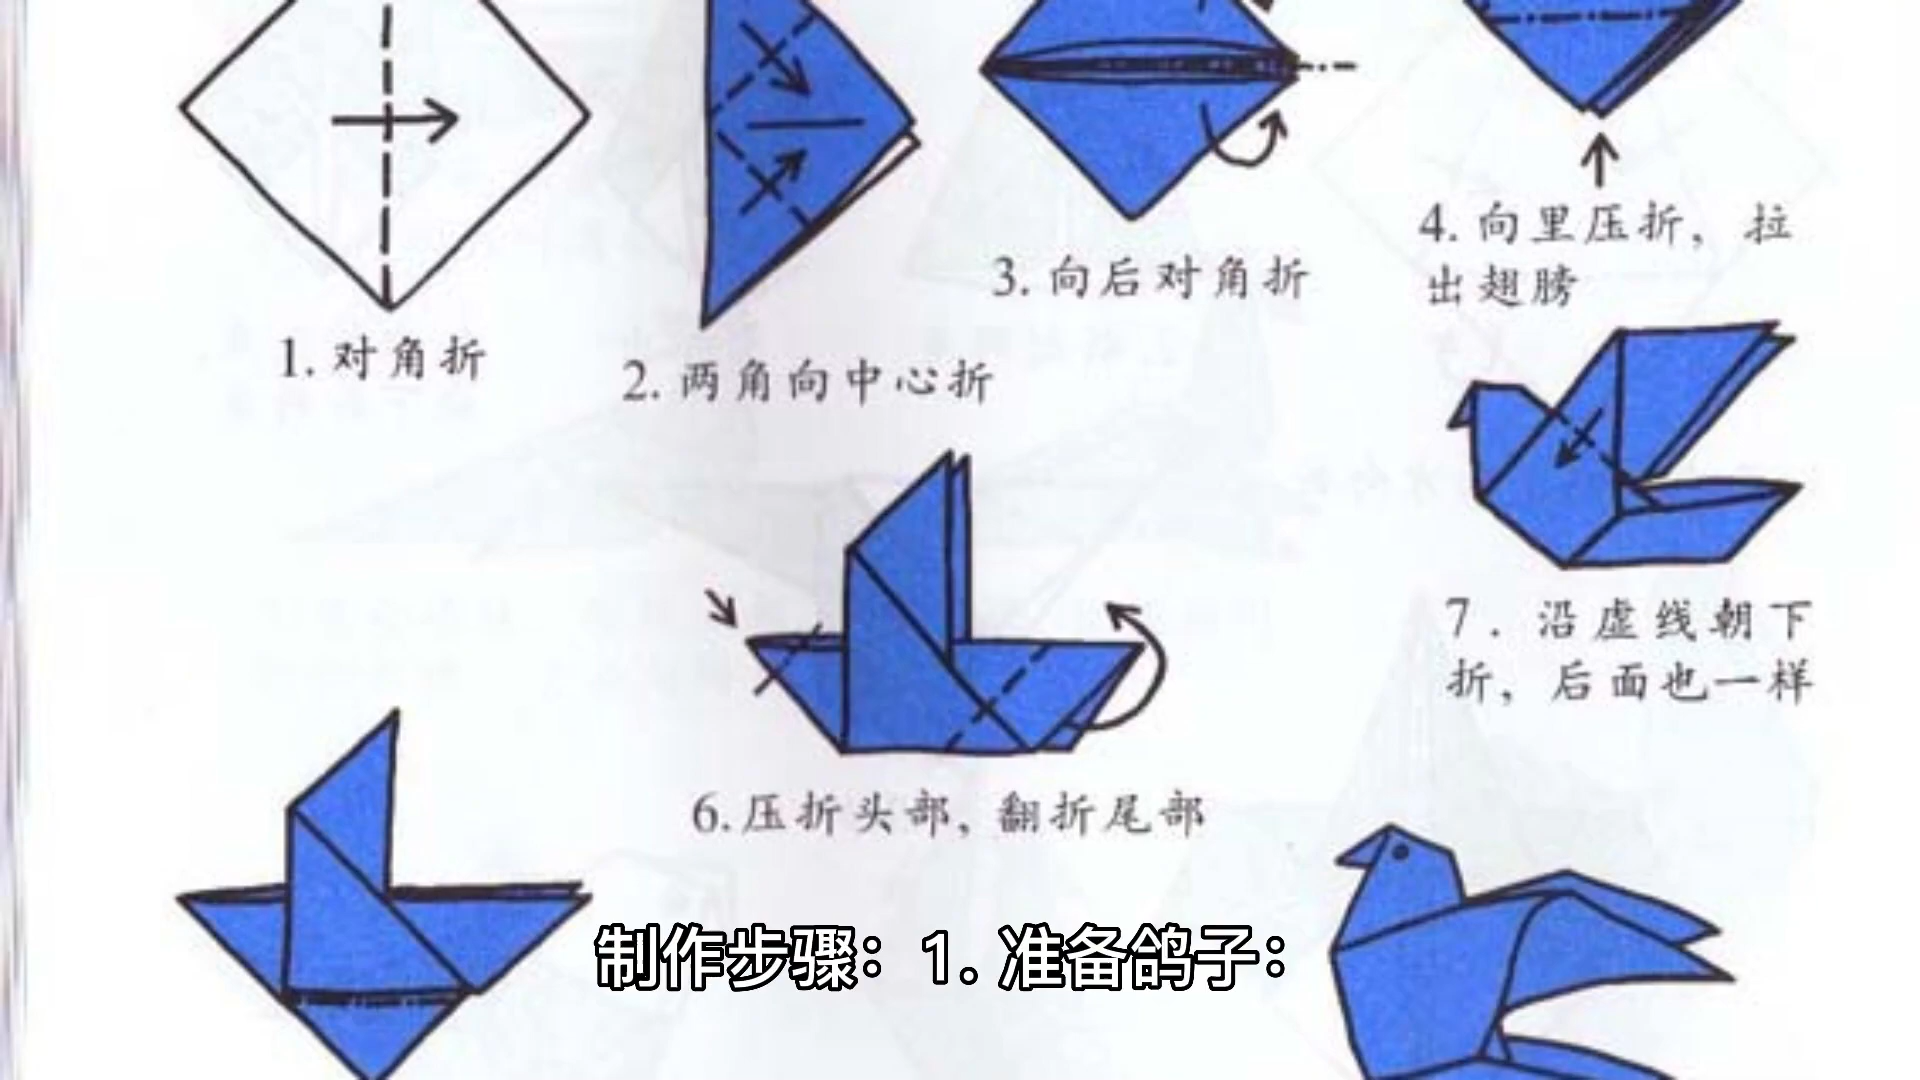 1. 对角折
2. 两角向中心折
3. 向后对角折
4. 向里压折，拉
出翅膀
6. 压折头部，翻折尾部
7. 沿虚线朝下
折，后面也一样
制作步骤：1. 准备鸽子：